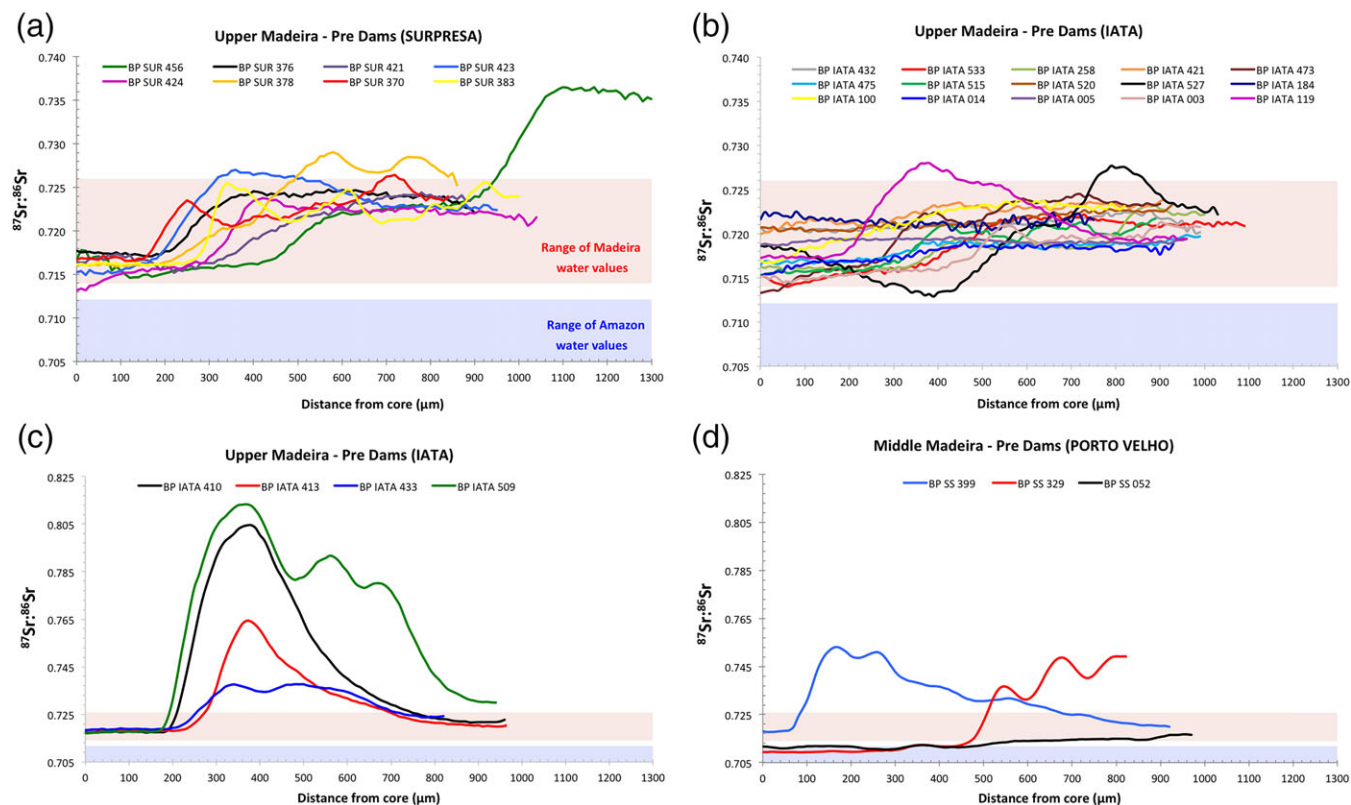 (a)
Upper Madeira - Pre Dams (SURPRESA)
0.740
BP SUR 456 BP SUR 376 BP SUR 421 BP SUR 423
BP SUR 424 BP SUR 378 BP SUR 370 BP SUR 383
0.735
0.730
⁸⁷Sr:⁸⁶Sr
0.725
0.720
Range of Madeira
water values
0.715
0.710
Range of Amazon
water values
0.705
0 100 200 300 400 500 600 700 800 900 1000 1100 1200 1300
Distance from core (µm)
(b)
Upper Madeira - Pre Dams (IATA)
0.740
BP IATA 432 BP IATA 533 BP IATA 258 BP IATA 421 BP IATA 473
BP IATA 475 BP IATA 515 BP IATA 520 BP IATA 527 BP IATA 184
BP IATA 100 BP IATA 014 BP IATA 005 BP IATA 003 BP IATA 119
0.735
0.730
⁸⁷Sr:⁸⁶Sr
0.725
0.720
0.715
0.710
0.705
0 100 200 300 400 500 600 700 800 900 1000 1100 1200 1300
Distance from core (µm)
(c)
Upper Madeira - Pre Dams (IATA)
0.825
BP IATA 410 BP IATA 413 BP IATA 433 BP IATA 509
0.805
0.785
⁸⁷Sr:⁸⁶Sr
0.765
0.745
0.725
0.705
0 100 200 300 400 500 600 700 800 900 1000 1100 1200 1300
Distance from core (µm)
(d)
Middle Madeira - Pre Dams (PORTO VELHO)
0.825
BP SS 399 BP SS 329 BP SS 052
0.805
0.785
⁸⁷Sr:⁸⁶Sr
0.765
0.745
0.725
0.705
0 100 200 300 400 500 600 700 800 900 1000 1100 1200 1300
Distance from core (µm)